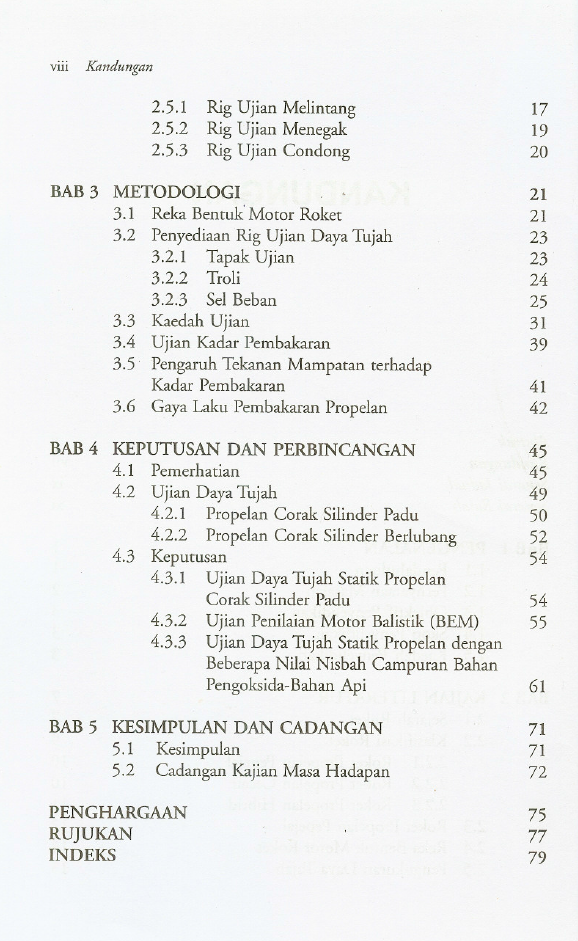 viii Kandungan
2.5.1 Rig Ujian Melintang 17
2.5.2 Rig Ujian Menegak 19
2.5.3 Rig Ujian Condong 20
BAB 3 METODOLOGI 21
3.1 Reka Bentuk Motor Roket 21
3.2 Penyediaan Rig Ujian Daya Tujah 23
3.2.1 Tapak Ujian 23
3.2.2 Troli 24
3.2.3 Sel Beban 25
3.3 Kaedah Ujian 31
3.4 Ujian Kadar Pembakaran 39
3.5 Pengaruh Tekanan Mampatan terhadap
Kadar Pembakaran 41
3.6 Gaya Laku Pembakaran Propelan 42
BAB 4 KEPUTUSAN DAN PERBINCANGAN 45
4.1 Pemerhatian 45
4.2 Ujian Daya Tujah 49
4.2.1 Propelan Corak Silinder Padu 50
4.2.2 Propelan Corak Silinder Berlubang 52
4.3 Keputusan 54
4.3.1 Ujian Daya Tujah Statik Propelan
Corak Silinder Padu 54
4.3.2 Ujian Penilaian Motor Balistik (BEM) 55
4.3.3 Ujian Daya Tujah Statik Propelan dengan
Beberapa Nilai Nisbah Campuran Bahan
Pengoksida-Bahan Api 61
BAB 5 KESIMPULAN DAN CADANGAN 71
5.1 Kesimpulan 71
5.2 Cadangan Kajian Masa Hadapan 72
PENGHARGAAN 75
RUJUKAN 77
INDEKS 79